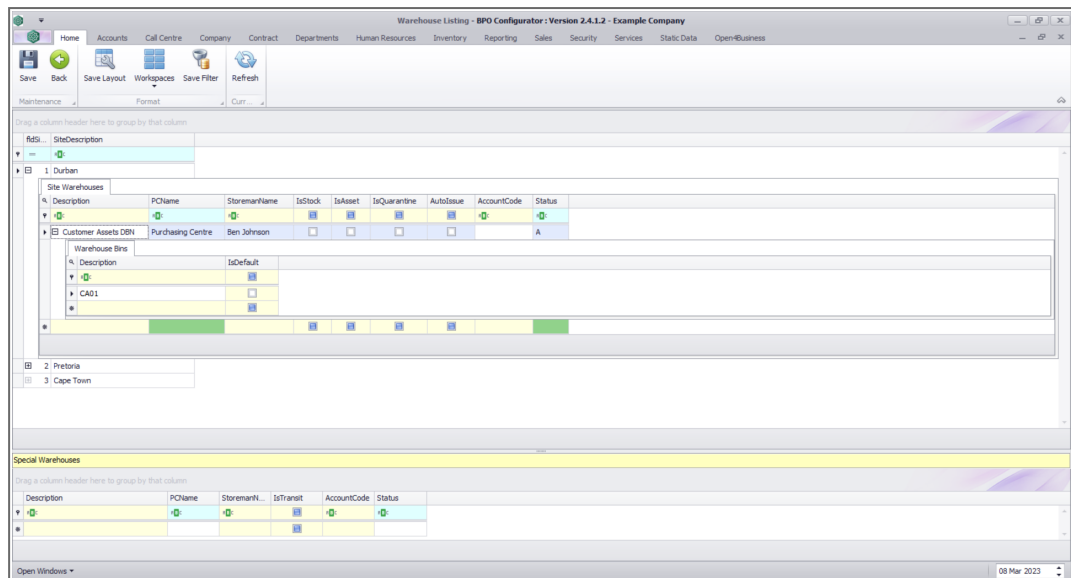 Warehouse Listing - BPO Configurator : Version 2.4.1.2 - Example Company
Home Accounts Call Centre Company Contract Departments Human Resources Inventory Reporting Sales Security Services Static Data Open4Business
Save Back Save Layout Workspaces Save Filter Refresh
Maintenance Format Curr...
Drag a column header here to group by that column
fldSi... SiteDescription
1 Durban
Site Warehouses
Description PCName StoremanName IsStock IsAsset IsQuarantine AutoIssue AccountCode Status
Customer Assets DBN Purchasing Centre Ben Johnson A
Warehouse Bins
Description IsDefault
CA01
2 Pretoria
3 Cape Town
Special Warehouses
Drag a column header here to group by that column
Description PCName StoremanN... IsTransit AccountCode Status
Open Windows 08 Mar 2023